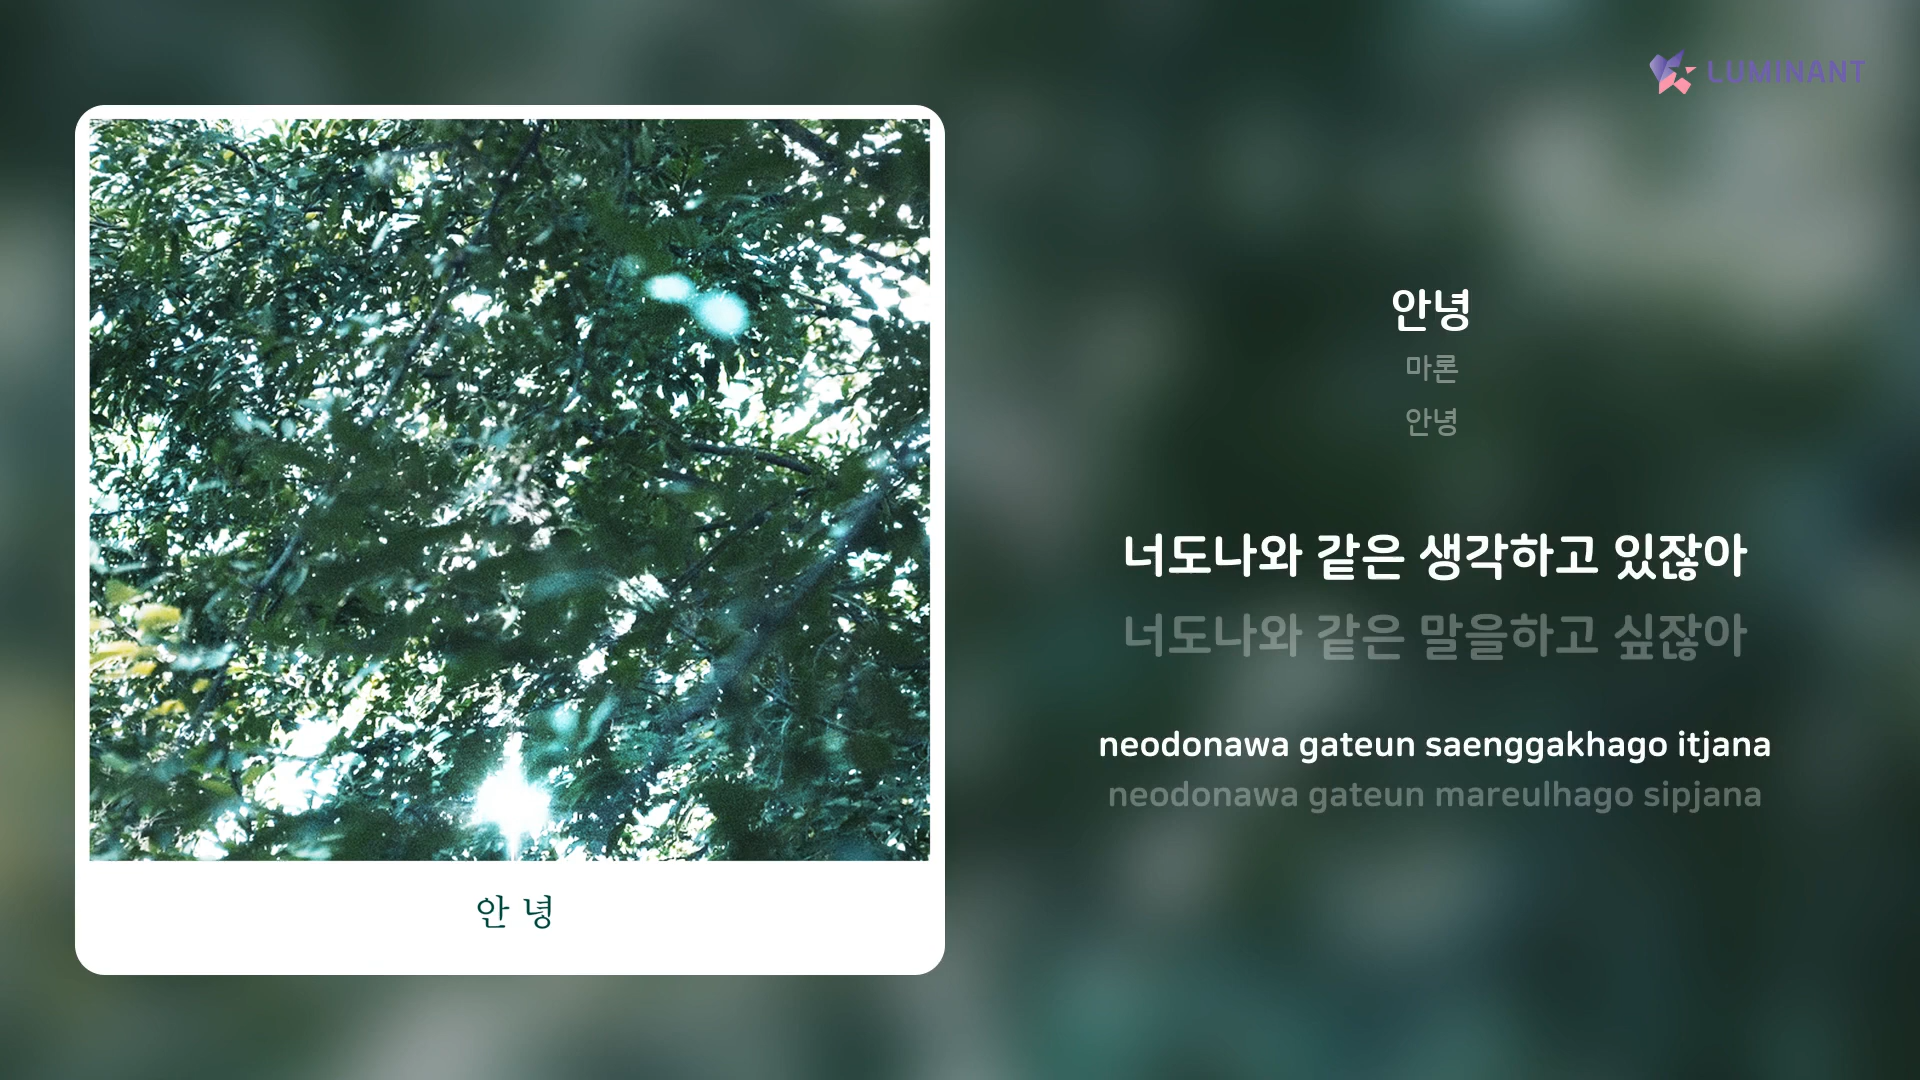 LUMINANT
안녕
마론
안녕
너도나와 같은 생각하고 있잖아
너도나와 같은 말을하고 싶잖아
neodonawa gateun saenggakhago itjana
neodonawa gateun mareulhago sipjana
안 녕